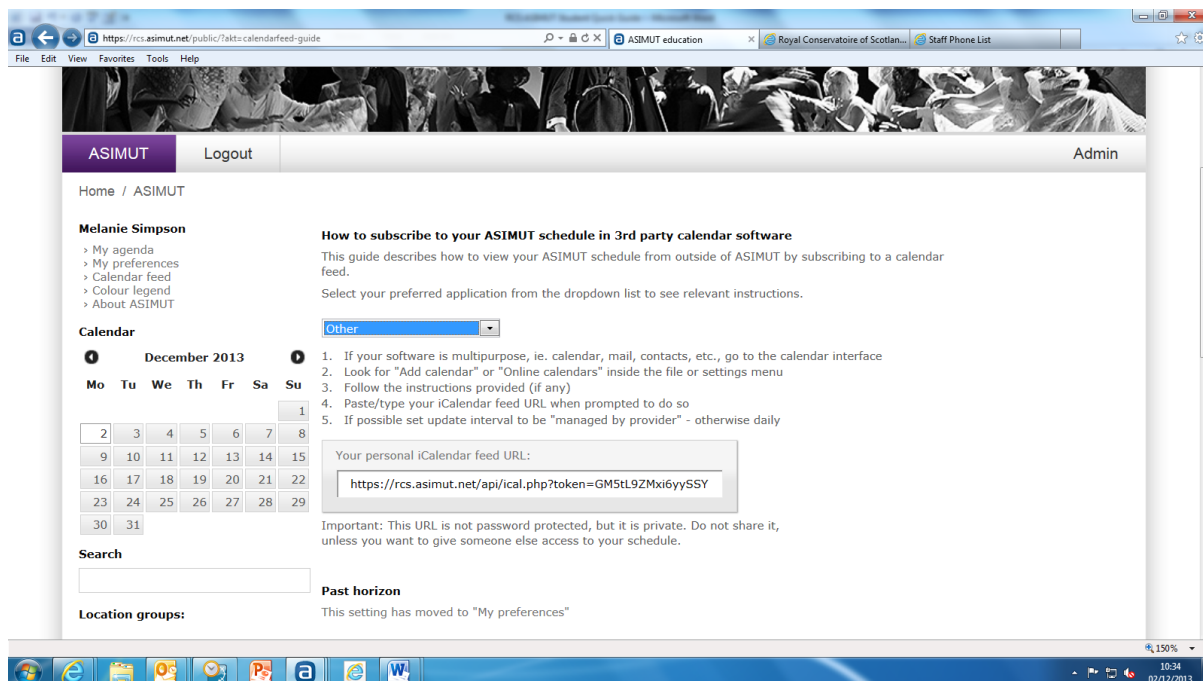 RCS ASIMUT Student Quick Guide - Microsoft Word
https://rcs.asimut.net/public/?akt=calendarfeed-guide
ASIMUT education
Royal Conservatoire of Scotlan...
Staff Phone List
File Edit View Favorites Tools Help
ASIMUT Logout Admin
Home / ASIMUT
Melanie Simpson
› My agenda
› My preferences
› Calendar feed
› Colour legend
› About ASIMUT
Calendar
December 2013
Mo Tu We Th Fr Sa Su
1
2 3 4 5 6 7 8
9 10 11 12 13 14 15
16 17 18 19 20 21 22
23 24 25 26 27 28 29
30 31
Search
Location groups:
How to subscribe to your ASIMUT schedule in 3rd party calendar software
This guide describes how to view your ASIMUT schedule from outside of ASIMUT by subscribing to a calendar
feed.
Select your preferred application from the dropdown list to see relevant instructions.
Other
1. If your software is multipurpose, ie. calendar, mail, contacts, etc., go to the calendar interface
2. Look for "Add calendar" or "Online calendars" inside the file or settings menu
3. Follow the instructions provided (if any)
4. Paste/type your iCalendar feed URL when prompted to do so
5. If possible set update interval to be "managed by provider" - otherwise daily
Your personal iCalendar feed URL:
https://rcs.asimut.net/api/ical.php?token=GM5tL9ZMxi6yySSY
Important: This URL is not password protected, but it is private. Do not share it,
unless you want to give someone else access to your schedule.
Past horizon
This setting has moved to "My preferences"
150%
10:34
02/12/2013